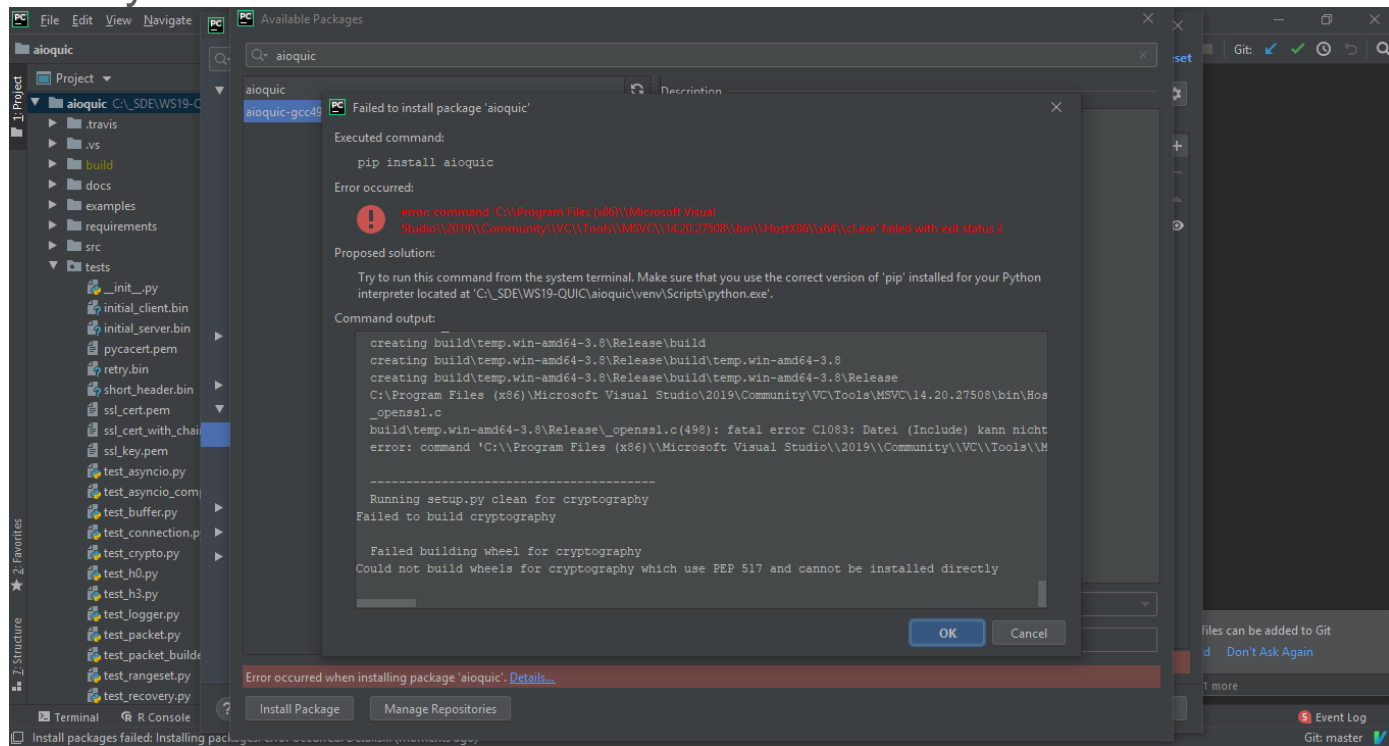 File Edit View Navigate
Available Packages
aioquic
Git:
aioquic
Project
1: Project
aioquic C:\_SDE\WS19-Q
.travis
.vs
build
docs
examples
requirements
src
tests
__init__.py
initial_client.bin
initial_server.bin
pycacert.pem
retry.bin
short_header.bin
ssl_cert.pem
ssl_cert_with_chai
ssl_key.pem
test_asyncio.py
test_asyncio_com
test_buffer.py
test_connection.p
test_crypto.py
test_h0.py
test_h3.py
test_logger.py
test_packet.py
test_packet_builde
test_rangeset.py
test_recovery.py
2: Favorites
7: Structure
aioquic
aioquic-gcc49
Description
set
Failed to install package 'aioquic'
Executed command:
pip install aioquic
Error occurred:
error: command 'C:\\Program Files (x86)\\Microsoft Visual
Studio\\2019\\Community\\VC\\Tools\\MSVC\\14.20.27508\\bin\\HostX86\\x64\\cl.exe' failed with exit status 2
Proposed solution:
Try to run this command from the system terminal. Make sure that you use the correct version of 'pip' installed for your Python
interpreter located at 'C:\_SDE\WS19-QUIC\aioquic\venv\Scripts\python.exe'.
Command output:
creating build\temp.win-amd64-3.8\Release\build
creating build\temp.win-amd64-3.8\Release\build\temp.win-amd64-3.8
creating build\temp.win-amd64-3.8\Release\build\temp.win-amd64-3.8\Release
C:\Program Files (x86)\Microsoft Visual Studio\2019\Community\VC\Tools\MSVC\14.20.27508\bin\Hos
_openssl.c
build\temp.win-amd64-3.8\Release\_openssl.c(498): fatal error C1083: Datei (Include) kann nicht
error: command 'C:\\Program Files (x86)\\Microsoft Visual Studio\\2019\\Community\\VC\\Tools\\M
----------------------------------------
Running setup.py clean for cryptography
Failed to build cryptography
Failed building wheel for cryptography
Could not build wheels for cryptography which use PEP 517 and cannot be installed directly
OK Cancel
files can be added to Git
d Don't Ask Again
1 more
Error occurred when installing package 'aioquic'. Details...
Install Package Manage Repositories
Terminal R Console
5 Event Log
Install packages failed: Installing
Git: master